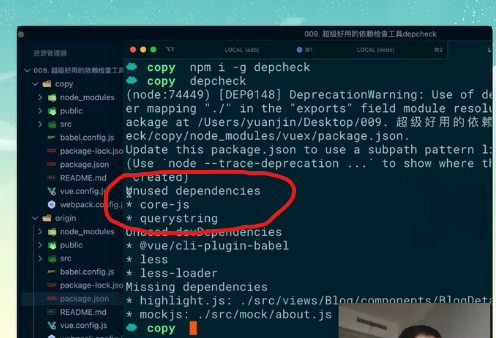 009. 超级好用的依赖检查工具depcheck
资源管理器
LOCAL (edb)
⌘1
LOCAL (node)
⌘2
009. 超级好用的依赖检查工具
copy
node_modules
public
src
babel.config.js
package-lock.json
package.json
README.md
vue.config.js
webpack.config.j
origin
node_modules
public
src
babel.config.js
package-lock.json
package.json
README.md
vue.config.js
copy npm i -g depcheck
copy depcheck
(node:74449) [DEP0148] DeprecationWarning: Use of de
er mapping "./" in the "exports" field module resolu
ackage at /Users/yuanjin/Desktop/009. 超级好用的依赖
eck/copy/node_modules/vuex/package.json.
Update this package.json to use a subpath pattern li
(Use `node --trace-deprecation ...` to show where th
created)
Unused dependencies
* core-js
* querystring
Unused devDependencies
* @vue/cli-plugin-babel
* less
* less-loader
Missing dependencies
* highlight.js: ./src/views/Blog/components/BlogDeta
* mockjs: ./src/mock/about.js
copy